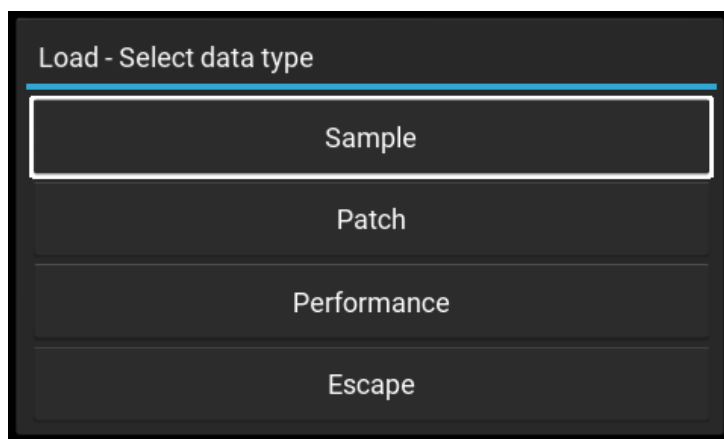 Load - Select data type
Sample
Patch
Performance
Escape